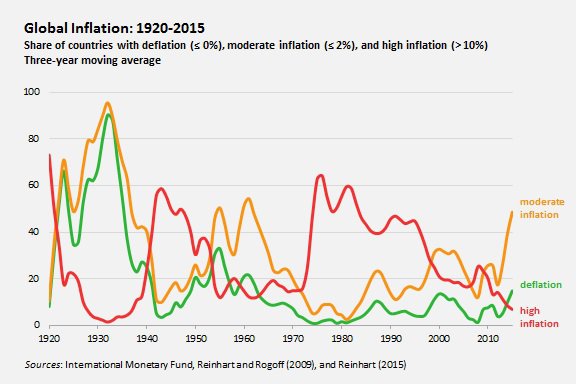 Global Inflation: 1920-2015
Share of countries with deflation (≤ 0%), moderate inflation (≤ 2%), and high inflation (> 10%)
Three-year moving average
100
80
60
40
20
0
moderate
inflation
deflation
high
inflation
1920 1930 1940 1950 1960 1970 1980 1990 2000 2010
Sources: International Monetary Fund, Reinhart and Rogoff (2009), and Reinhart (2015)